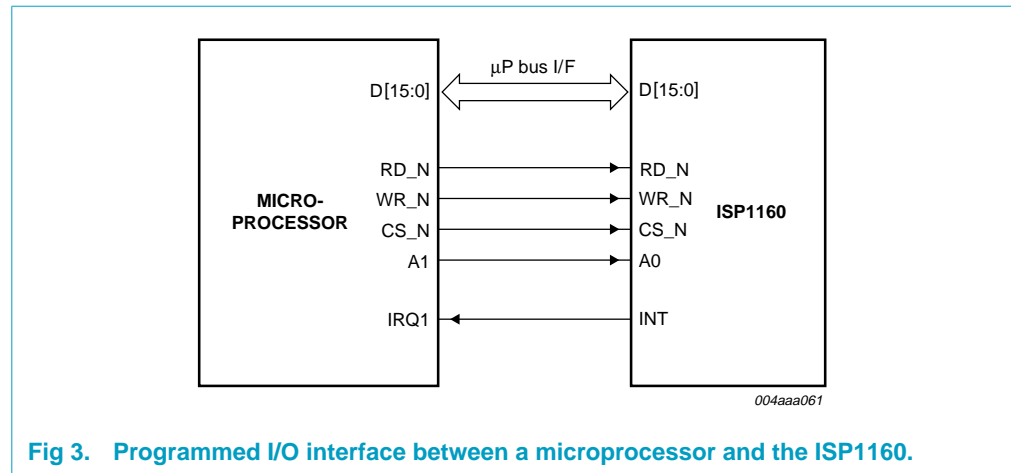 µP bus I/F
D[15:0] D[15:0]
RD_N RD_N
WR_N WR_N
CS_N CS_N
A1 A0
IRQ1 INT
MICRO-
PROCESSOR
ISP1160
004aaa061
Fig 3. Programmed I/O interface between a microprocessor and the ISP1160.